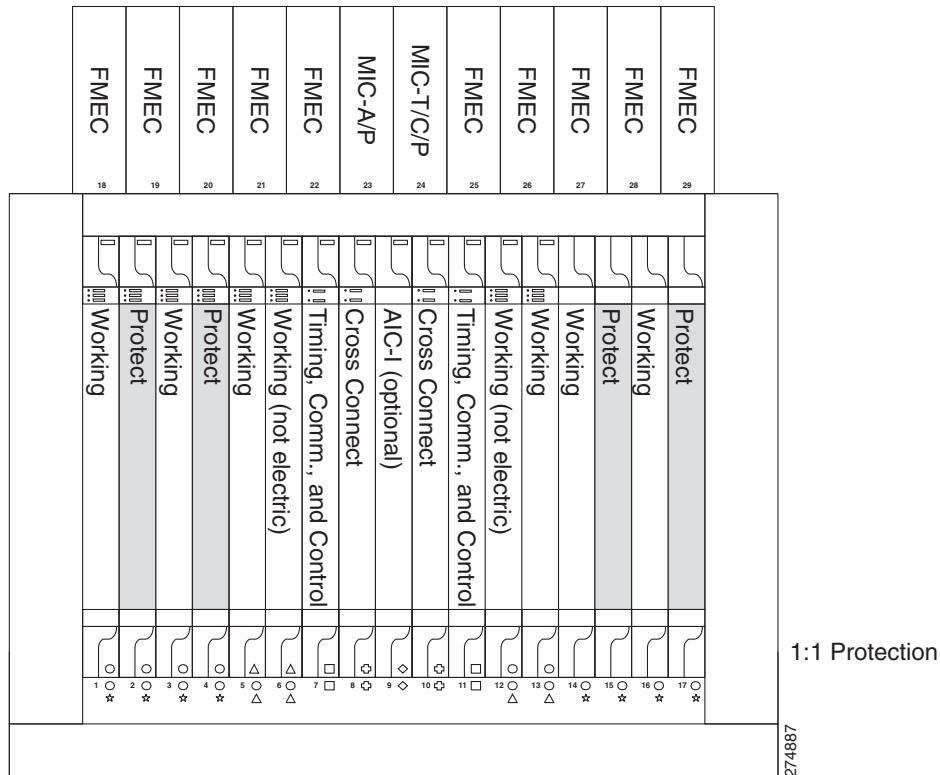 FMEC
FMEC
FMEC
FMEC
FMEC
MIC-A/P
MIC-T/C/P
FMEC
FMEC
FMEC
FMEC
FMEC
18 19 20 21 22 23 24 25 26 27 28 29
Working
Protect
Working
Protect
Working
Working (not electric)
Timing, Comm., and Control
Cross Connect
AIC-I (optional)
Cross Connect
Timing, Comm., and Control
Working (not electric)
Working
Working
Protect
Working
Protect
1 2 3 4 5 6 7 8 9 10 11 12 13 14 15 16 17
1:1 Protection
274887